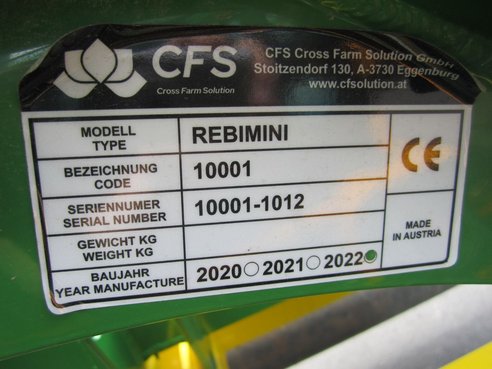 CFS
Cross Farm Solution
CFS Cross Farm Solution GmbH
Stoitzendorf 130, A-3730 Eggenburg
www.cfsolution.at
MODELL TYPE REBIMINI
BEZEICHNUNG CODE 10001
SERIENNUMER SERIAL NUMBER 10001-1012
GEWICHT KG WEIGHT KG
BAUJAHR YEAR MANUFACTURE 2020 2021 2022
CE
MADE IN AUSTRIA